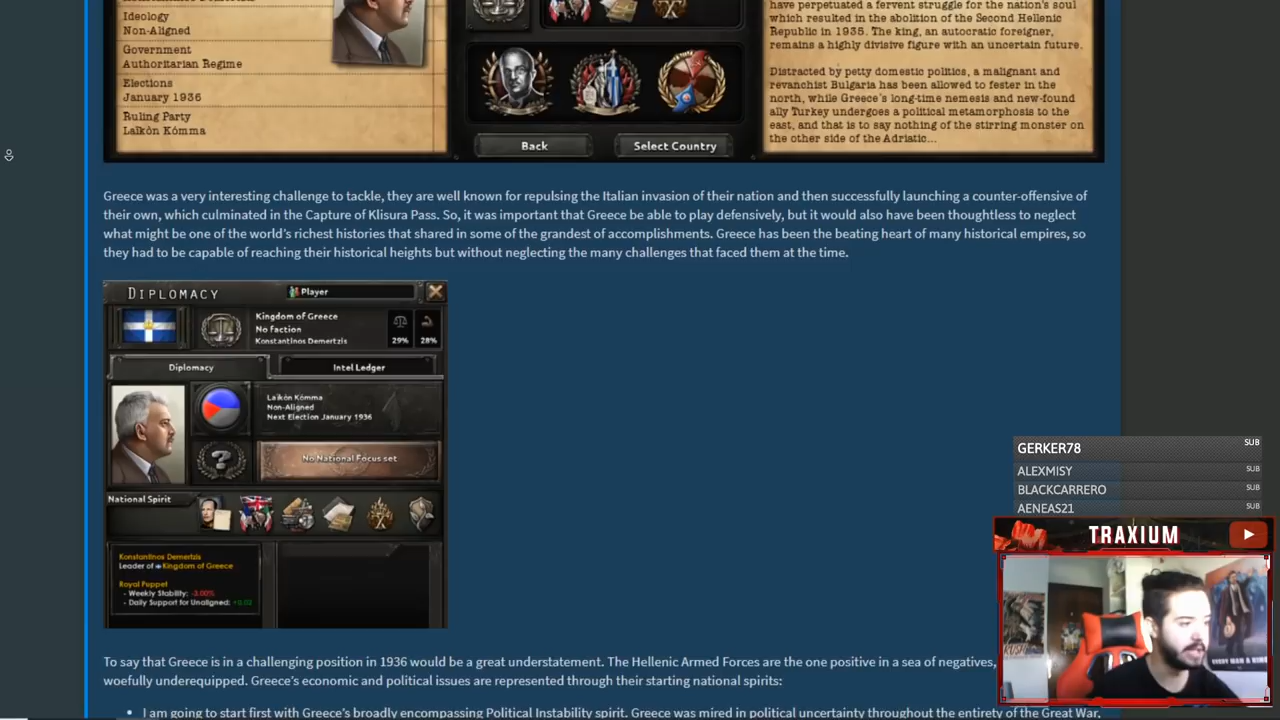 Ideology
Non-Aligned
Government
Authoritarian Regime
Elections
January 1936
Ruling Party
Laïkòn Kómma
have perpetuated a fervent struggle for the nation's soul
which resulted in the abolition of the Second Hellenic
Republic in 1935. The king, an autocratic foreigner,
remains a highly divisive figure with an uncertain future.
Distracted by petty domestic politics, a malignant and
revanchist Bulgaria has been allowed to fester in the
north, while Greece's long-time nemesis and new-found
ally Turkey undergoes a political metamorphosis to the
east, and that is to say nothing of the stirring monster on
the other side of the Adriatic...
Back
Select Country
Greece was a very interesting challenge to tackle, they are well known for repulsing the Italian invasion of their nation and then successfully launching a counter-offensive of
their own, which culminated in the Capture of Klisura Pass. So, it was important that Greece be able to play defensively, but it would also have been thoughtless to neglect
what might be one of the world's richest histories that shared in some of the grandest of accomplishments. Greece has been the beating heart of many historical empires, so
they had to be capable of reaching their historical heights but without neglecting the many challenges that faced them at the time.
DIPLOMACY
Player
Kingdom of Greece
No faction
Konstantinos Demertzis
29%
28%
Diplomacy
Intel Ledger
Laïkòn Kómma
Non-Aligned
Next Election January 1936
No National Focus set
National Spirit
Konstantinos Demertzis
Leader of Kingdom of Greece
Royal Puppet
- Weekly Stability: -3.00%
- Daily Support for Unaligned: +0.02
GERKER78 SUB
ALEXMISY SUB
BLACKCARRERO SUB
AENEAS21 SUB
TRAXIUM
To say that Greece is in a challenging position in 1936 would be a great understatement. The Hellenic Armed Forces are the one positive in a sea of negatives,
woefully underequipped. Greece's economic and political issues are represented through their starting national spirits:
• I am going to start first with Greece's broadly encompassing Political Instability spirit. Greece was mired in political uncertainty throughout the entirety of the Great War,